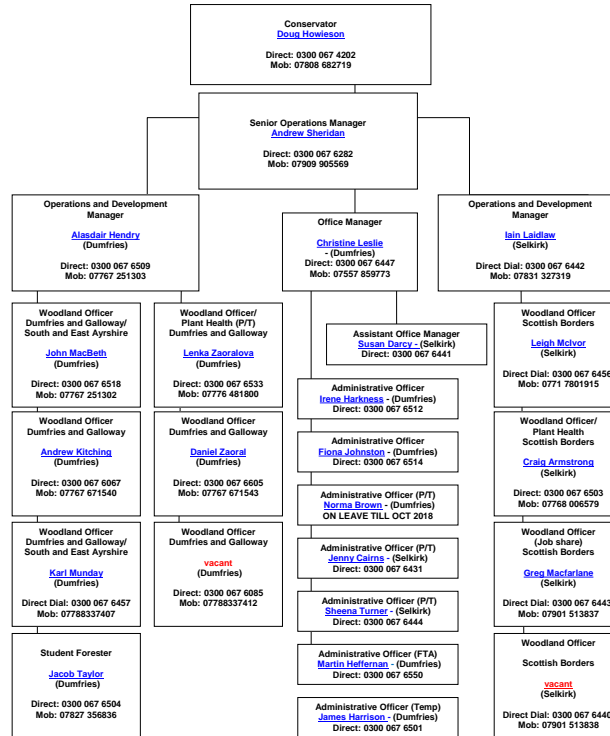 Conservator
Doug Howieson
Direct: 0300 067 4202
Mob: 07808 682719
Senior Operations Manager
Andrew Sheridan
Direct: 0300 067 6282
Mob: 07909 905569
Operations and Development
Manager
Alasdair Hendry
(Dumfries)
Direct: 0300 067 6509
Mob: 07767 251303
Office Manager
Christine Leslie
- (Dumfries)
Direct: 0300 067 6447
Mob: 07557 859773
Operations and Development
Manager
Iain Laidlaw
(Selkirk)
Direct Dial: 0300 067 6442
Mob: 07831 327319
Woodland Officer
Dumfries and Galloway/
South and East Ayrshire
John MacBeth
(Dumfries)
Direct: 0300 067 6518
Mob: 07767 251302
Woodland Officer/
Plant Health (P/T)
Dumfries and Galloway
Lenka Zaoralova
(Dumfries)
Direct: 0300 067 6533
Mob: 07776 481800
Assistant Office Manager
Susan Darcy - (Selkirk)
Direct: 0300 067 6441
Woodland Officer
Scottish Borders
Leigh McIvor
(Selkirk)
Direct Dial: 0300 067 6456
Mob: 0771 7801915
Woodland Officer
Dumfries and Galloway
Andrew Kitching
(Dumfries)
Direct: 0300 067 6067
Mob: 07767 671540
Woodland Officer
Dumfries and Galloway
Daniel Zaoral
(Dumfries)
Direct: 0300 067 6605
Mob: 07767 671543
Administrative Officer
Irene Harkness - (Dumfries)
Direct: 0300 067 6512
Administrative Officer
Fiona Johnston - (Dumfries)
Direct: 0300 067 6514
Administrative Officer (P/T)
Norma Brown - (Dumfries)
ON LEAVE TILL OCT 2018
Woodland Officer/
Plant Health
Scottish Borders
Craig Armstrong
(Selkirk)
Direct: 0300 067 6503
Mob: 07768 006579
Woodland Officer
Dumfries and Galloway/
South and East Ayrshire
Karl Munday
(Dumfries)
Direct Dial: 0300 067 6457
Mob: 07788337407
Woodland Officer
Dumfries and Galloway
vacant
(Dumfries)
Direct: 0300 067 6085
Mob: 07788337412
Administrative Officer (P/T)
Jenny Cairns - (Selkirk)
Direct: 0300 067 6431
Administrative Officer (P/T)
Sheena Turner - (Selkirk)
Direct: 0300 067 6444
Woodland Officer
(Job share)
Scottish Borders
Greg Macfarlane
(Selkirk)
Direct Dial: 0300 067 6443
Mob: 07901 513837
Student Forester
Jacob Taylor
(Dumfries)
Direct: 0300 067 6504
Mob: 07827 356836
Administrative Officer (FTA)
Martin Heffernan - (Dumfries)
Direct: 0300 067 6550
Administrative Officer (Temp)
James Harrison - (Dumfries)
Direct: 0300 067 6501
Woodland Officer
Scottish Borders
vacant
(Selkirk)
Direct Dial: 0300 067 6440
Mob: 07901 513838